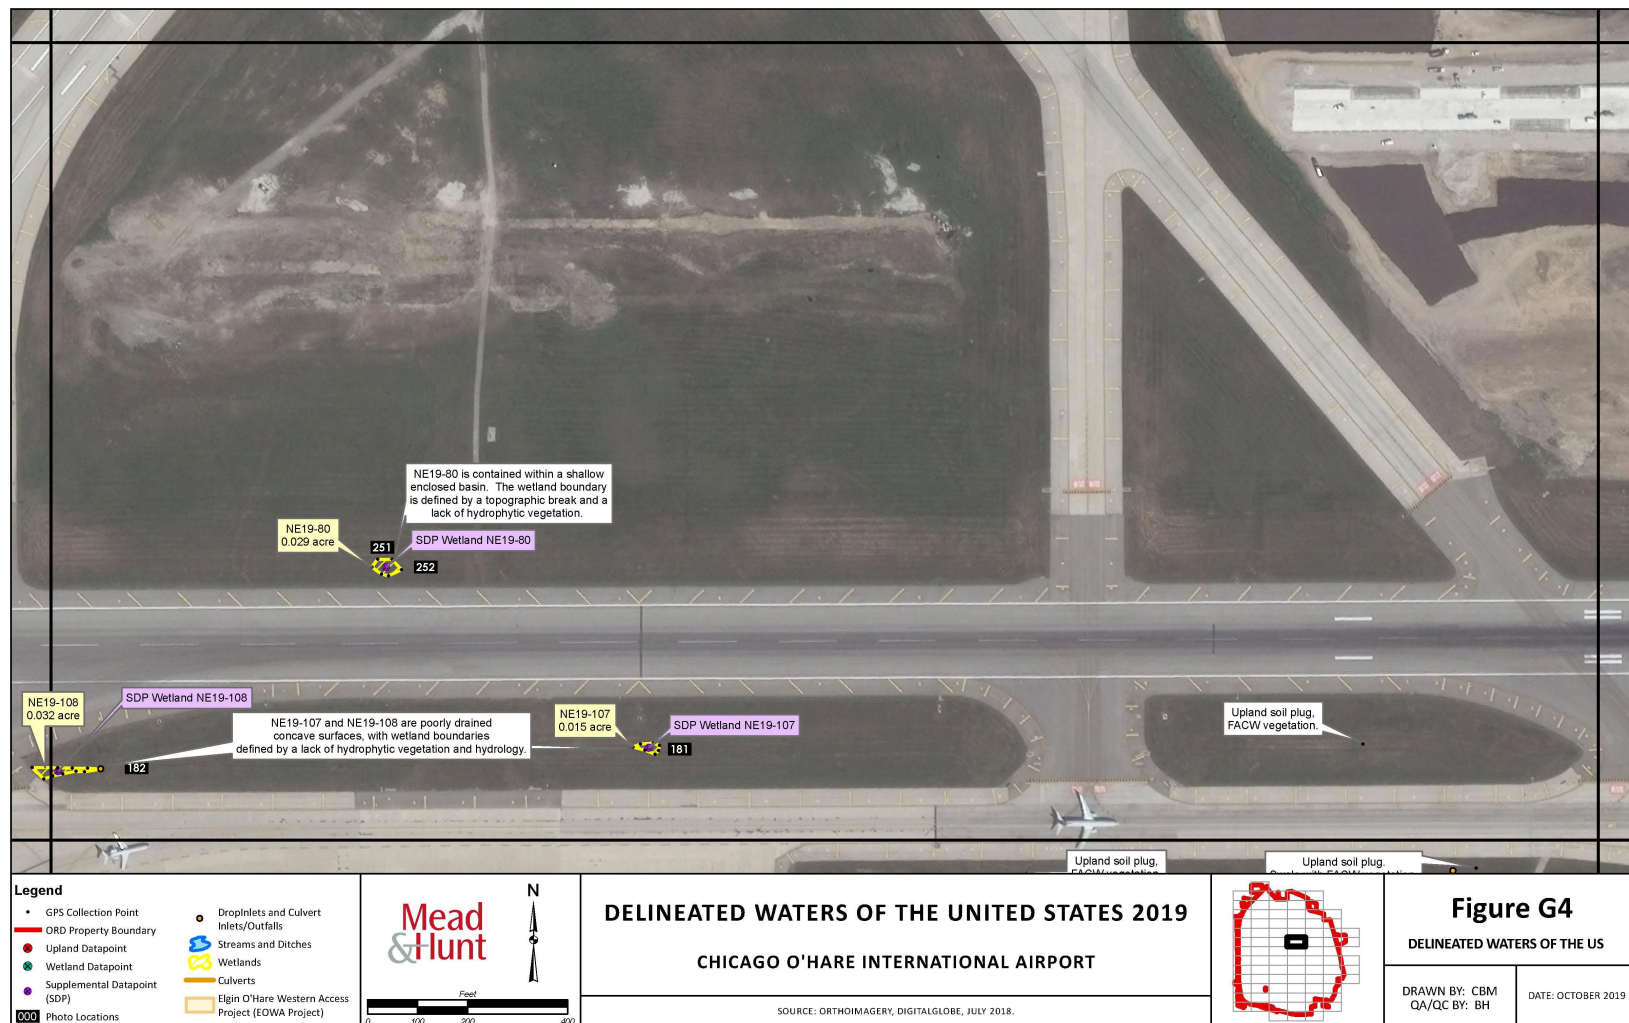 NE19-80 is contained within a shallow
enclosed basin. The wetland boundary
is defined by a topographic break and a
lack of hydrophytic vegetation.
NE19-80
0.029 acre
251
SDP Wetland NE19-80
252
NE19-108
0.032 acre
SDP Wetland NE19-108
NE19-107 and NE19-108 are poorly drained
concave surfaces, with wetland boundaries
defined by a lack of hydrophytic vegetation and hydrology.
NE19-107
0.015 acre
SDP Wetland NE19-107
181
182
Upland soil plug,
FACW vegetation.
Upland soil plug,
FACW vegetation
Upland soil plug.
Legend
GPS Collection Point
ORD Property Boundary
Upland Datapoint
Wetland Datapoint
Supplemental Datapoint
(SDP)
000 Photo Locations
DropInlets and Culvert
Inlets/Outfalls
Streams and Ditches
Wetlands
Culverts
Elgin O'Hare Western Access
Project (EOWA Project)
Mead
&Hunt
N
Feet
0 100 200 400
DELINEATED WATERS OF THE UNITED STATES 2019
CHICAGO O'HARE INTERNATIONAL AIRPORT
SOURCE: ORTHOIMAGERY, DIGITALGLOBE, JULY 2018.
Figure G4
DELINEATED WATERS OF THE US
DRAWN BY: CBM
QA/QC BY: BH
DATE: OCTOBER 2019